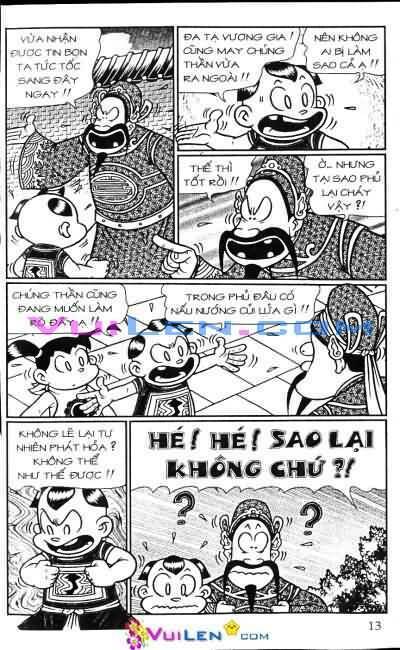 VỪA NHẬN
ĐƯỢC TIN BỌN
TA TỨC TỐC
SANG ĐÂY
NGAY !!
ĐA TẠ VƯƠNG GIA !
CŨNG MAY CHÚNG
THẦN VỪA
RA NGOÀI !!
NÊN KHÔNG
AI BỊ LÀM
SAO CẢ Ạ !!
THẾ THÌ
TỐT RỒI !!
Ờ.. NHƯNG
TẠI SAO PHỦ
LẠI CHÁY
VẬY ?!
CHÚNG THẦN CŨNG
ĐANG MUỐN LÀM
RÕ ĐÂY
TRONG PHỦ ĐÂU CÓ
NẤU NƯỚNG CỦI LỬA GÌ !!
VUILEN.COM
KHÔNG LẼ LẠI TỰ
NHIÊN PHÁT HỎA ?
KHÔNG THỂ
NHƯ THẾ ĐƯỢC !!
HÉ ! HÉ ! SAO LẠI
KHÔNG CHỨ ?!
? ?
13
VUILEN.COM